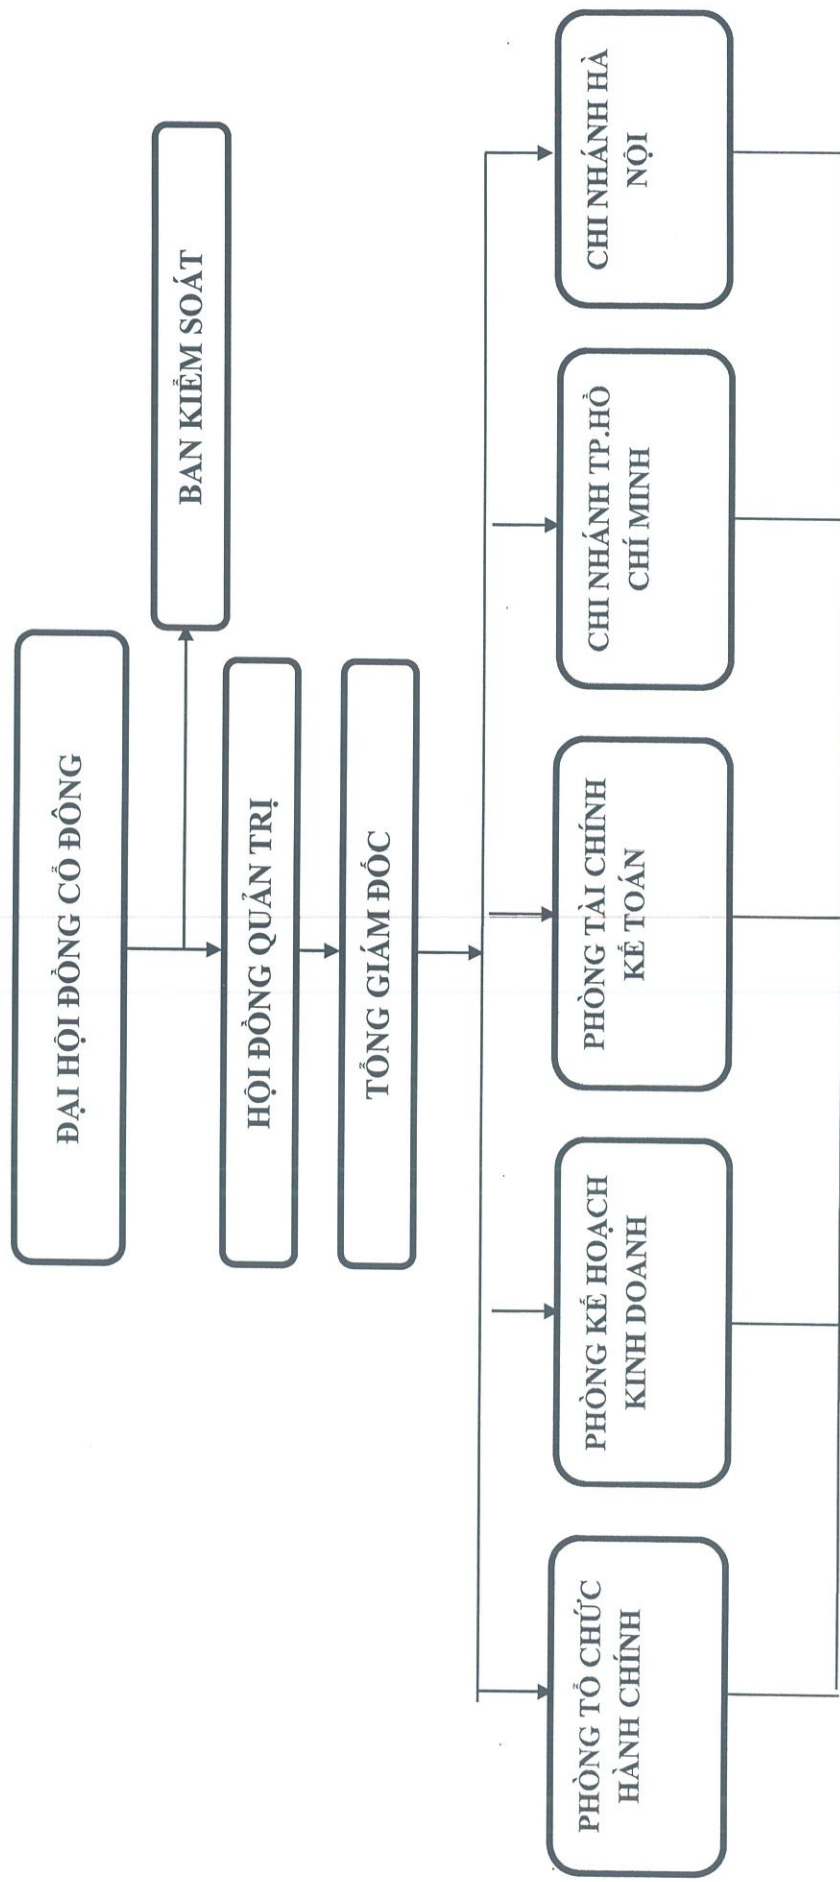 ĐẠI HỘI ĐỒNG CỔ ĐÔNG
BAN KIỂM SOÁT
HỘI ĐỒNG QUẢN TRỊ
TỔNG GIÁM ĐỐC
PHÒNG TỔ CHỨC
HÀNH CHÍNH
PHÒNG KẾ HOẠCH
KINH DOANH
PHÒNG TÀI CHÍNH
KẾ TOÁN
CHI NHÁNH TP.HỒ
CHÍ MINH
CHI NHÁNH HÀ
NỘI